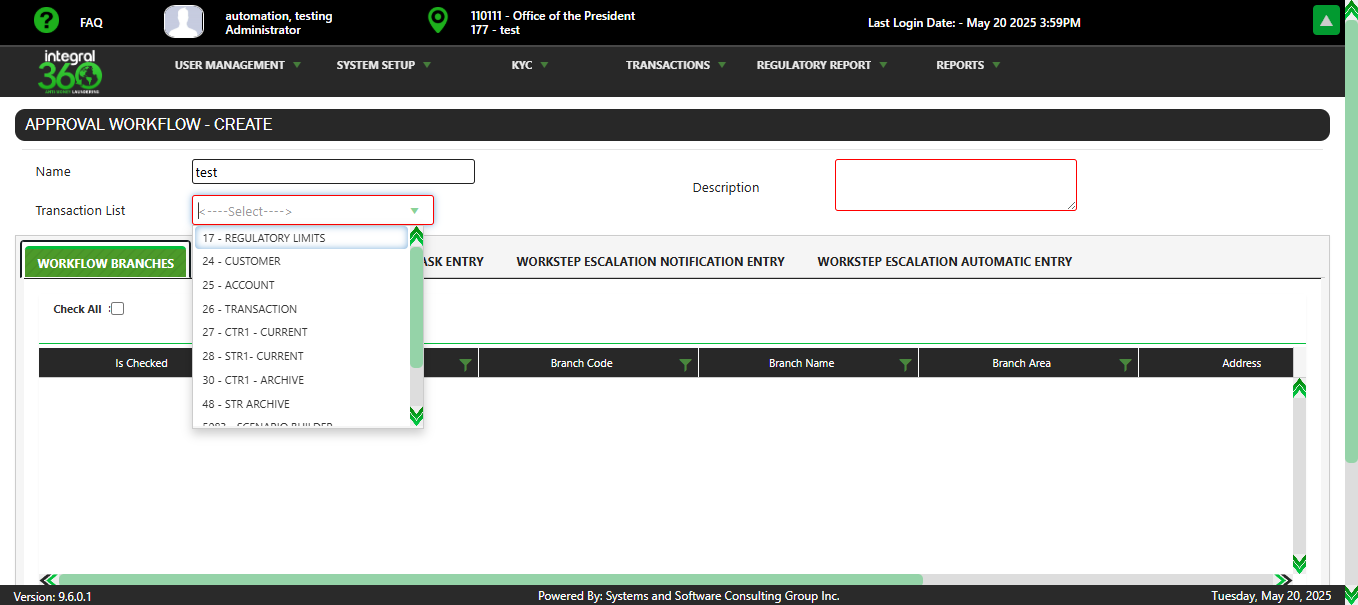 FAQ
automation, testing
Administrator
110111 - Office of the President
177 - test
Last Login Date: - May 20 2025 3:59PM
integral
360
ANTI MONEY LAUNDERING
USER MANAGEMENT
SYSTEM SETUP
KYC
TRANSACTIONS
REGULATORY REPORT
REPORTS
APPROVAL WORKFLOW - CREATE
Name
test
Description
Transaction List
<----Select---->
17 - REGULATORY LIMITS
24 - CUSTOMER
25 - ACCOUNT
26 - TRANSACTION
27 - CTR1 - CURRENT
28 - STR1- CURRENT
30 - CTR1 - ARCHIVE
48 - STR ARCHIVE
WORKFLOW BRANCHES
ASK ENTRY
WORKSTEP ESCALATION NOTIFICATION ENTRY
WORKSTEP ESCALATION AUTOMATIC ENTRY
Check All :
Is Checked
Branch Code
Branch Name
Branch Area
Address
Version: 9.6.0.1
Powered By: Systems and Software Consulting Group Inc.
Tuesday, May 20, 2025